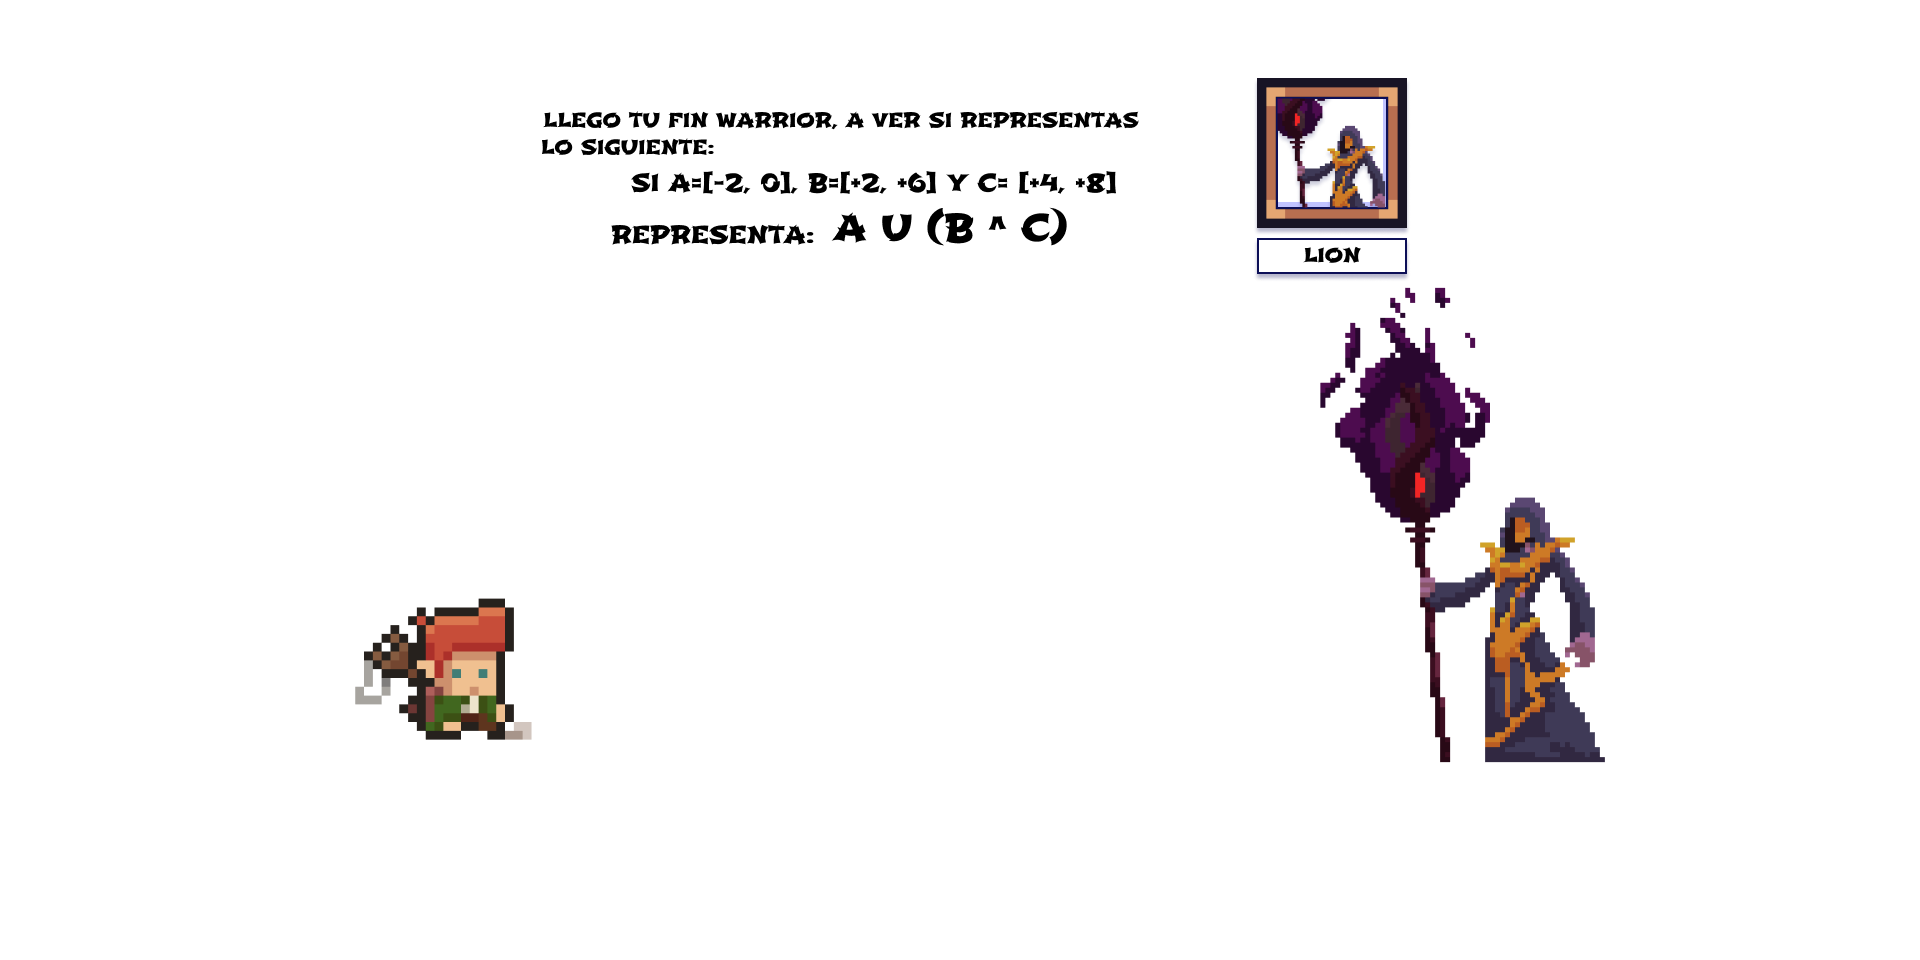 LLEGO TU FIN WARRIOR, A VER SI REPRESENTAS
LO SIGUIENTE:
SI A=[-2, 0], B=[+2, +6] Y C= [+4, +8]
REPRESENTA: A U (B ^ C)
LION